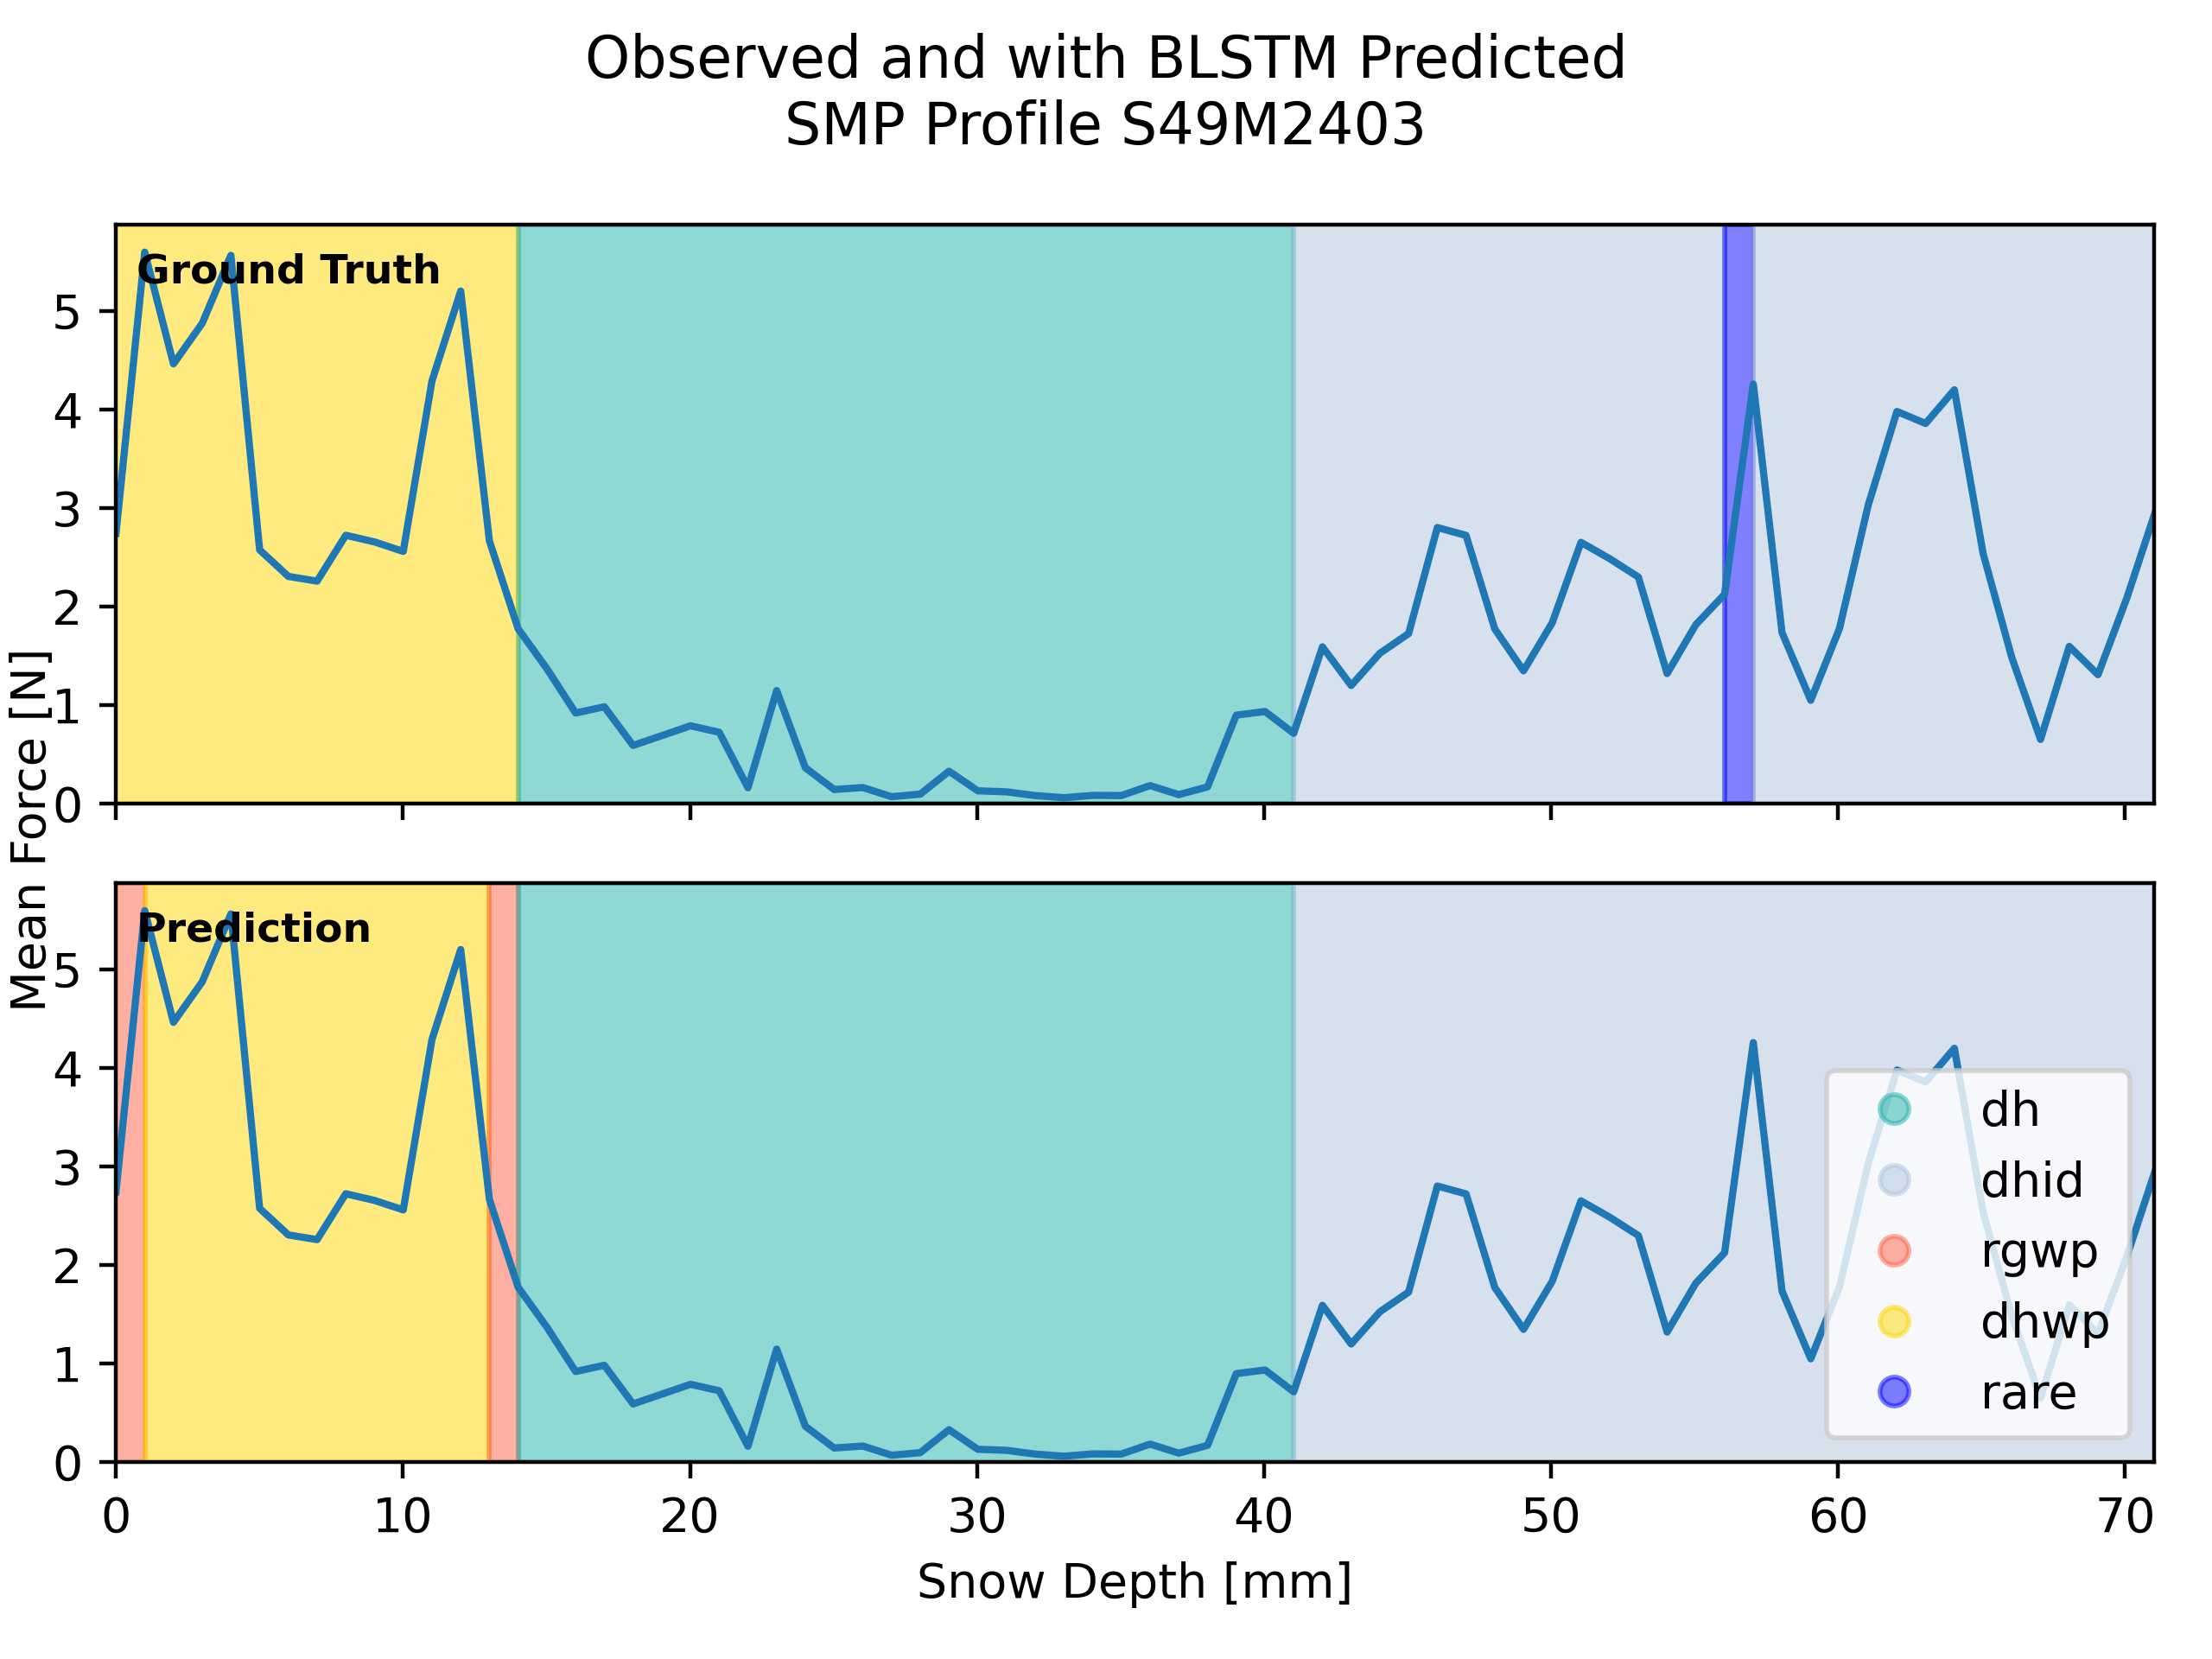 Observed and with BLSTM Predicted
SMP Profile S49M2403
Ground Truth
5
4
3
2
1
0
Mean Force [N]
Prediction
5
4
3
2
1
0
dh
dhid
rgwp
dhwp
rare
0 10 20 30 40 50 60 70
Snow Depth [mm]